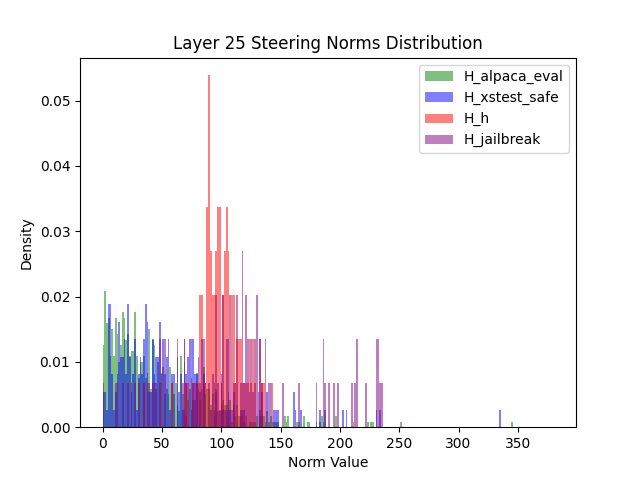 Layer 25 Steering Norms Distribution
H_alpaca_eval
H_xstest_safe
H_h
H_jailbreak
Density
0.05
0.04
0.03
0.02
0.01
0.00
0 50 100 150 200 250 300 350
Norm Value